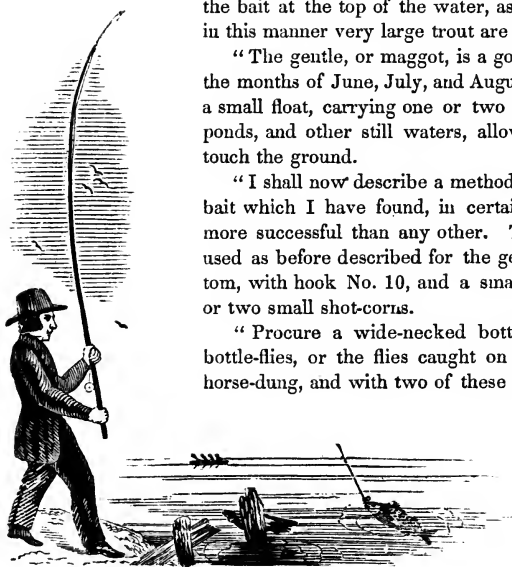 the bait at the top of the water, as
in this manner very large trout are
" The gentle, or maggot, is a go
the months of June, July, and Augu
a small float, carrying one or two
ponds, and other still waters, allow
touch the ground.
" I shall now describe a method
bait which I have found, in certai
more successful than any other. T
used as before described for the ge
tom, with hook No. 10, and a sma
or two small shot-corns.
" Procure a wide-necked bott
bottle-flies, or the flies caught on
horse-dung, and with two of these